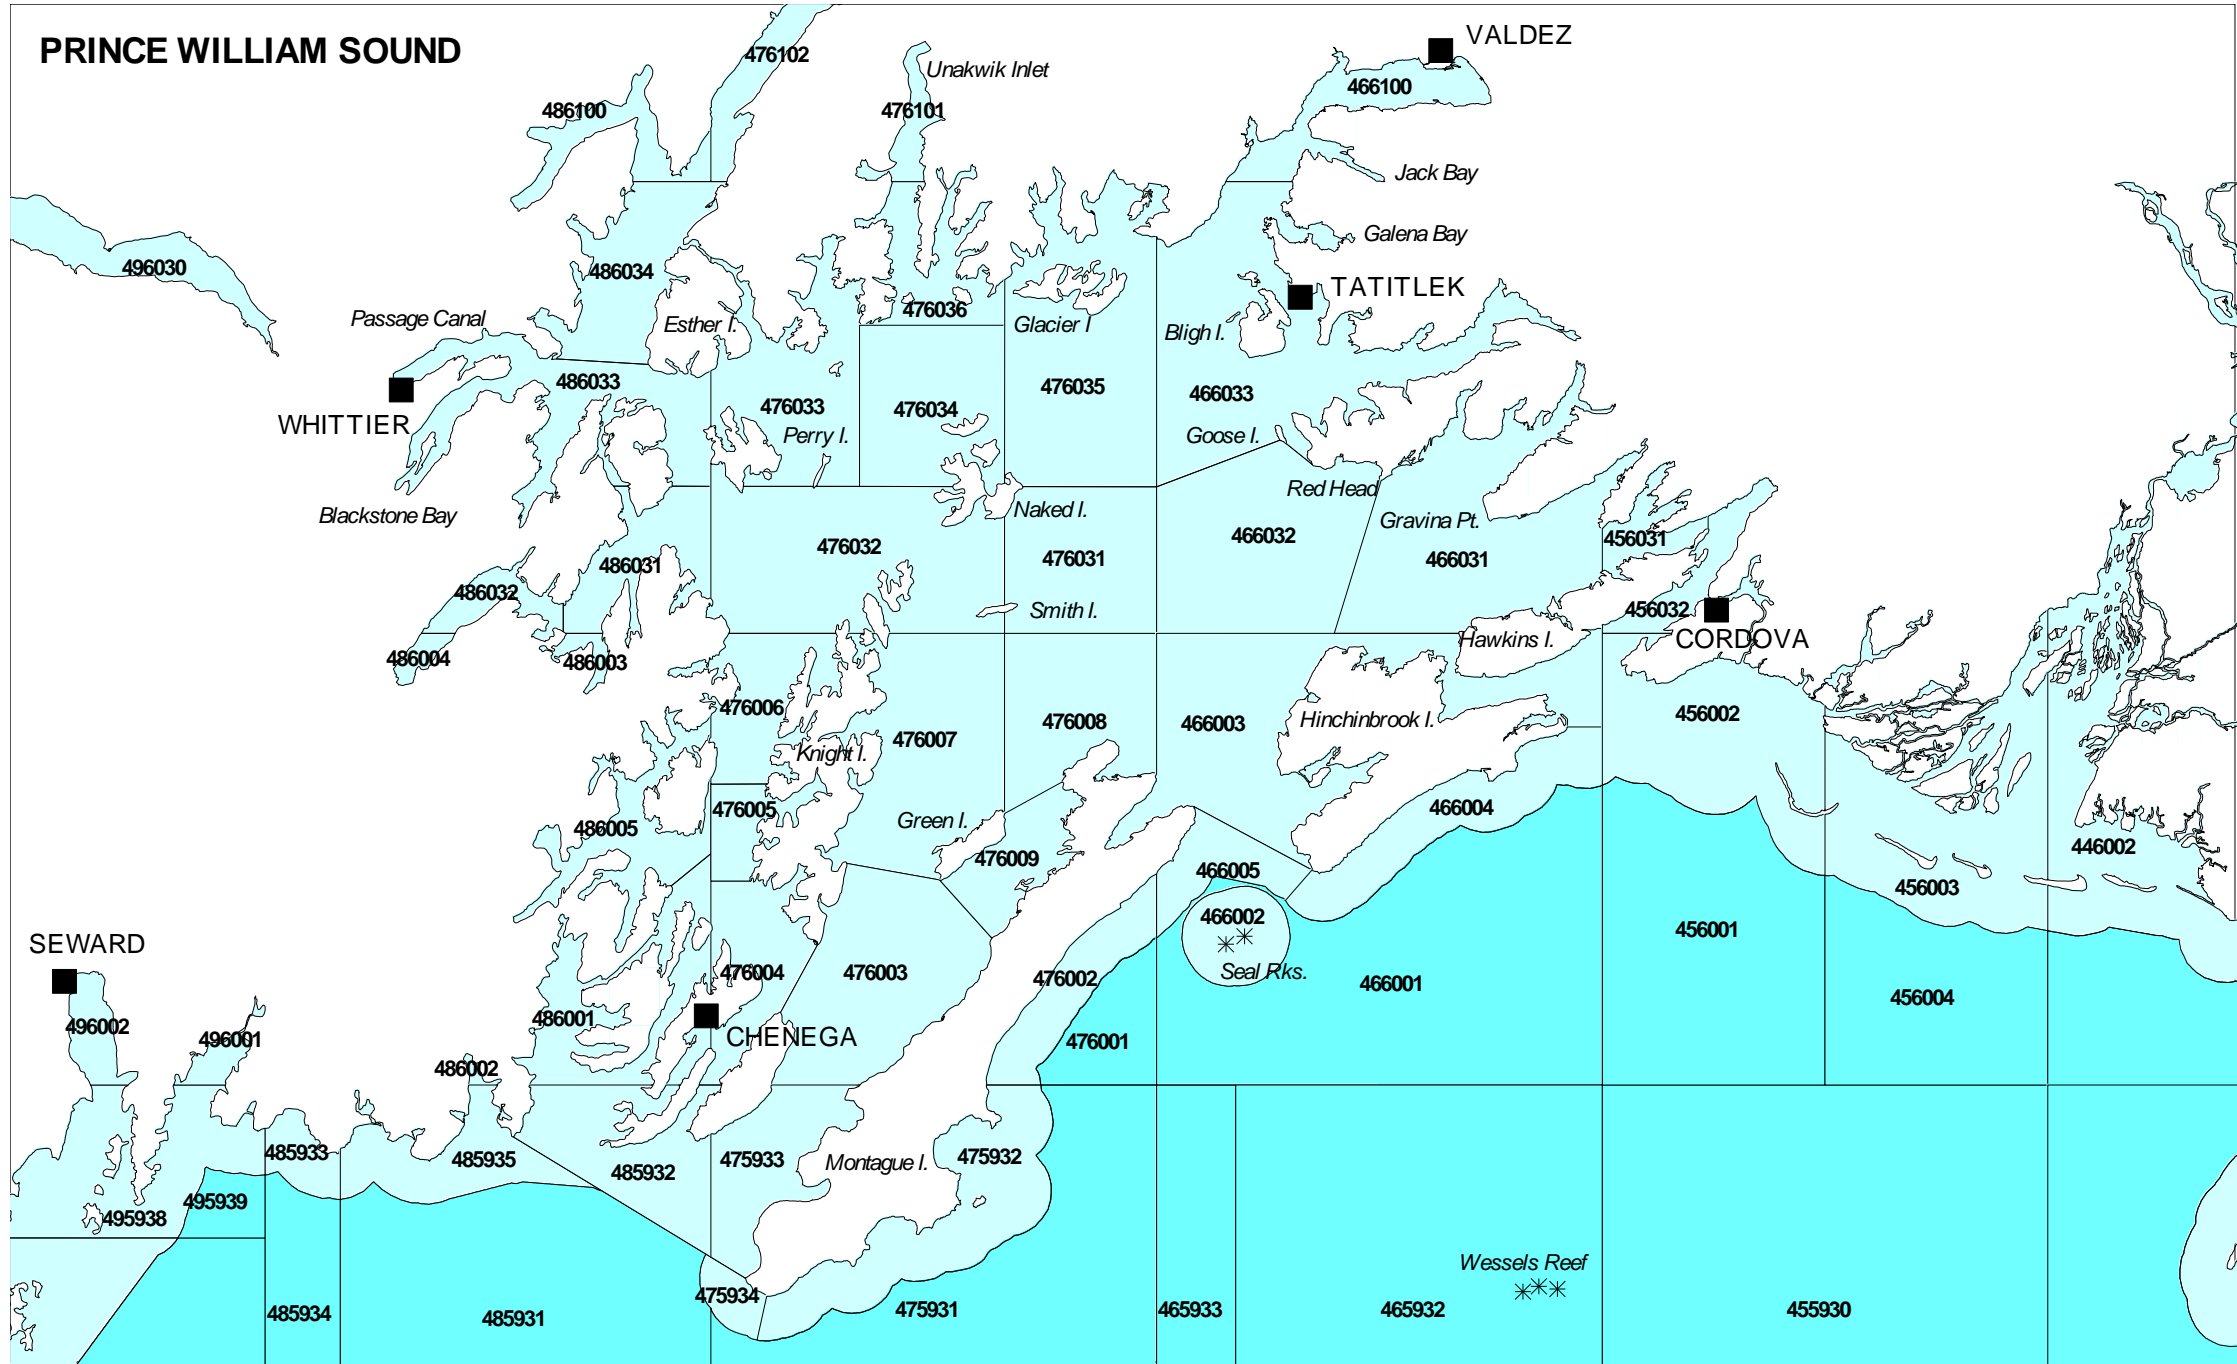 PRINCE WILLIAM SOUND
VALDEZ
476102
Unakwik Inlet
466100
486100
476101
Jack Bay
Galena Bay
496030
486034
TATITLEK
476036
Passage Canal
Esther I.
Glacier I
Bligh I.
486033
476035
466033
476033
476034
WHITTIER
Perry I.
Goose I.
Red Head
Blackstone Bay
Naked I.
Gravina Pt.
476032
476031
466032
466031
456031
486031
486032
Smith I.
456032
CORDOVA
Hawkins I.
486004
486003
476006
476007
476008
466003
Hinchinbrook I.
456002
Knight I.
476005
466004
Green I.
486005
476009
446002
466005
456003
466002
456001
SEWARD
476004
476003
476002
Seal Rks.
466001
456004
486001
496002
496001
CHENEGA
476001
486002
485933
485935
485932
475933
Montague I.
475932
495939
495938
Wessels Reef
475934
485934
485931
475931
465933
465932
455930